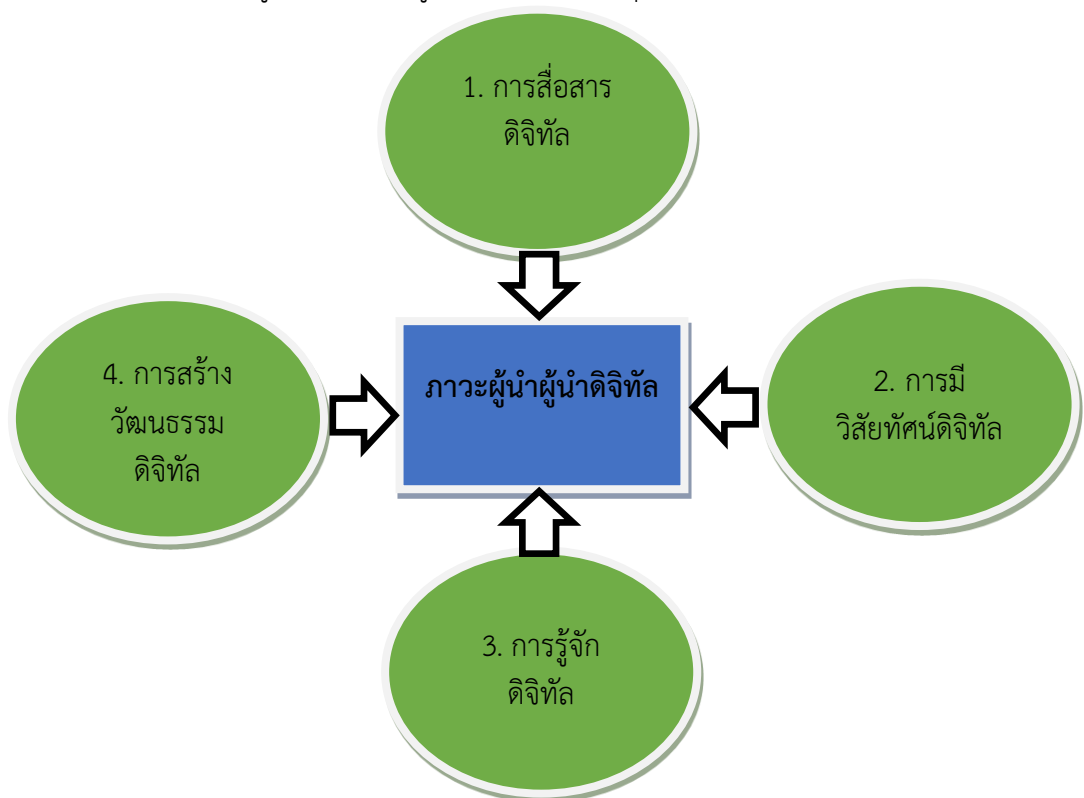 1. การสื่อสาร
ดิจิทัล
4. การสร้าง
วัฒนธรรม
ดิจิทัล
ภาวะผู้นำผู้นำดิจิทัล
2. การมี
วิสัยทัศน์ดิจิทัล
3. การรู้จัก
ดิจิทัล